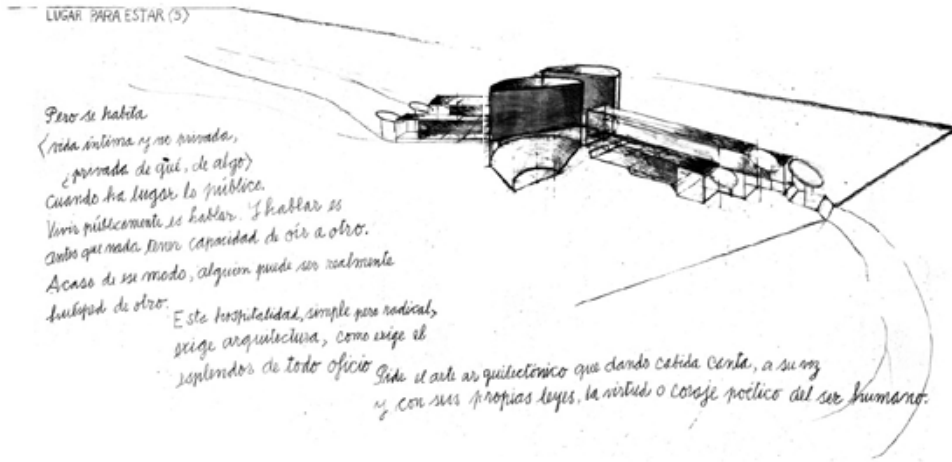 LUGAR PARA ESTAR (5)
Pero se habita
(vida íntima y no privada,
¿privada de qué, de algo)
cuando ha lugar lo público.
Vivir públicamente es hablar. Y hablar es
antes que nada tener capacidad de oír a otro.
Acaso de ese modo, alguien puede ser realmente
huésped de otro.
Esta hospitalidad, simple pero radical,
exige arquitectura, como exige el
esplendor de todo oficio
Pide el arte arquitectónico que dando cabida canta, a su vez
y con sus propias leyes, la virtud o coraje poético del ser humano.